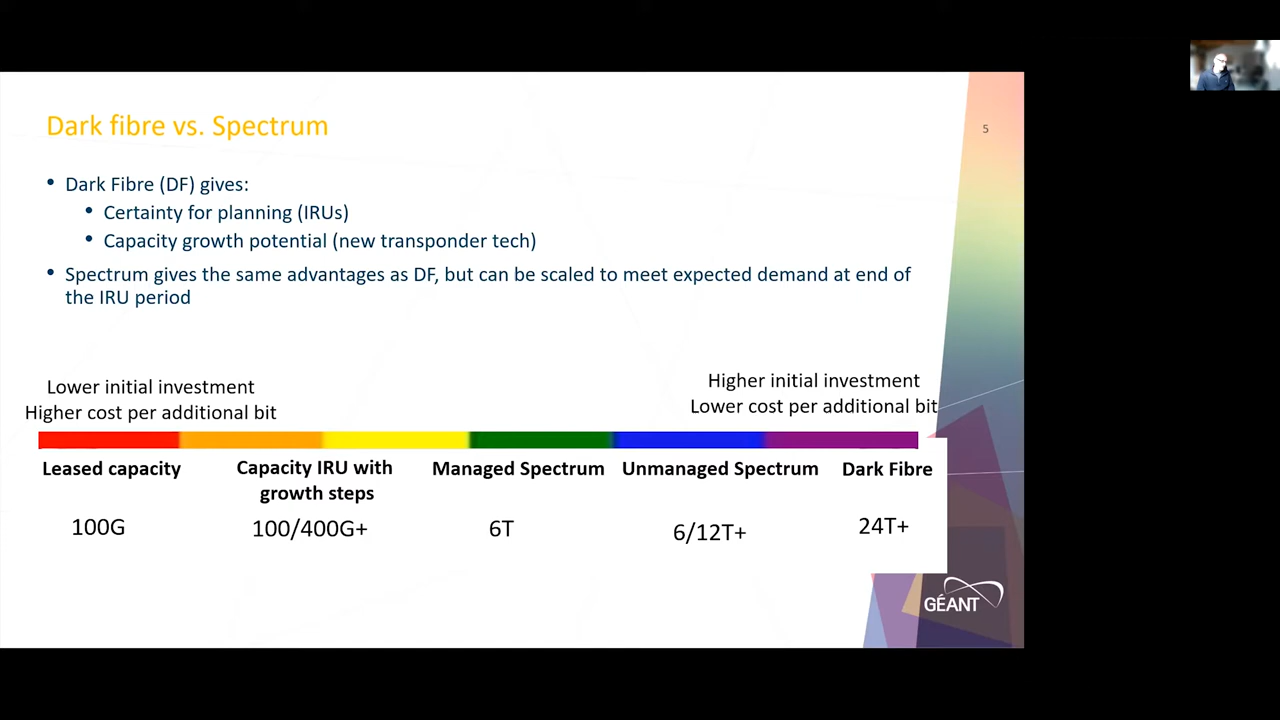 Dark fibre vs. Spectrum
5
• Dark Fibre (DF) gives:
• Certainty for planning (IRUs)
• Capacity growth potential (new transponder tech)
• Spectrum gives the same advantages as DF, but can be scaled to meet expected demand at end of
the IRU period
Lower initial investment
Higher cost per additional bit
Higher initial investment
Lower cost per additional bit
Leased capacity
Capacity IRU with
growth steps
Managed Spectrum
Unmanaged Spectrum
Dark Fibre
100G
100/400G+
6T
6/12T+
24T+
GÉANT